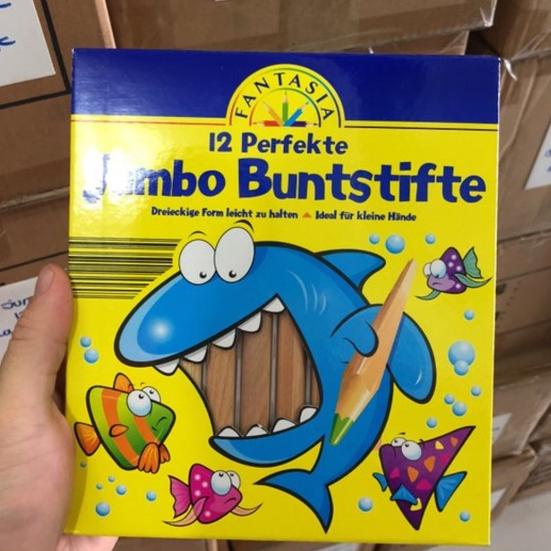 FANTASIA
12 Perfekte
Jumbo Buntstifte
Dreieckige Form leicht zu halten ▲ Ideal für kleine Hände